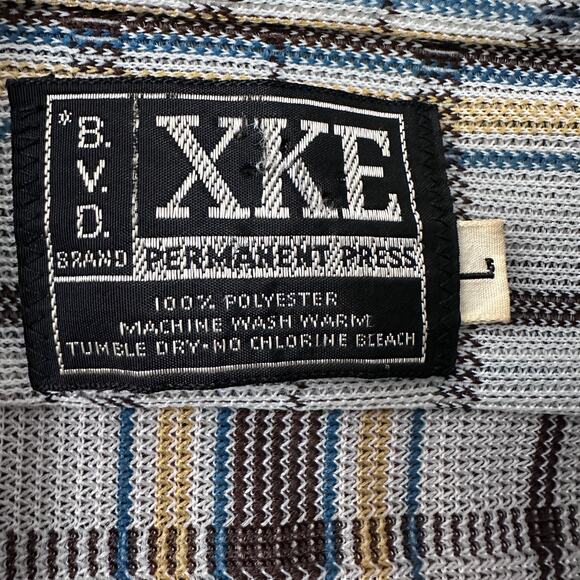 *B.
V.
D.
BRAND
XKE
PERMANENT PRESS
100% POLYESTER
MACHINE WASH WARM
TUMBLE DRY-NO CHLORINE BLEACH
L